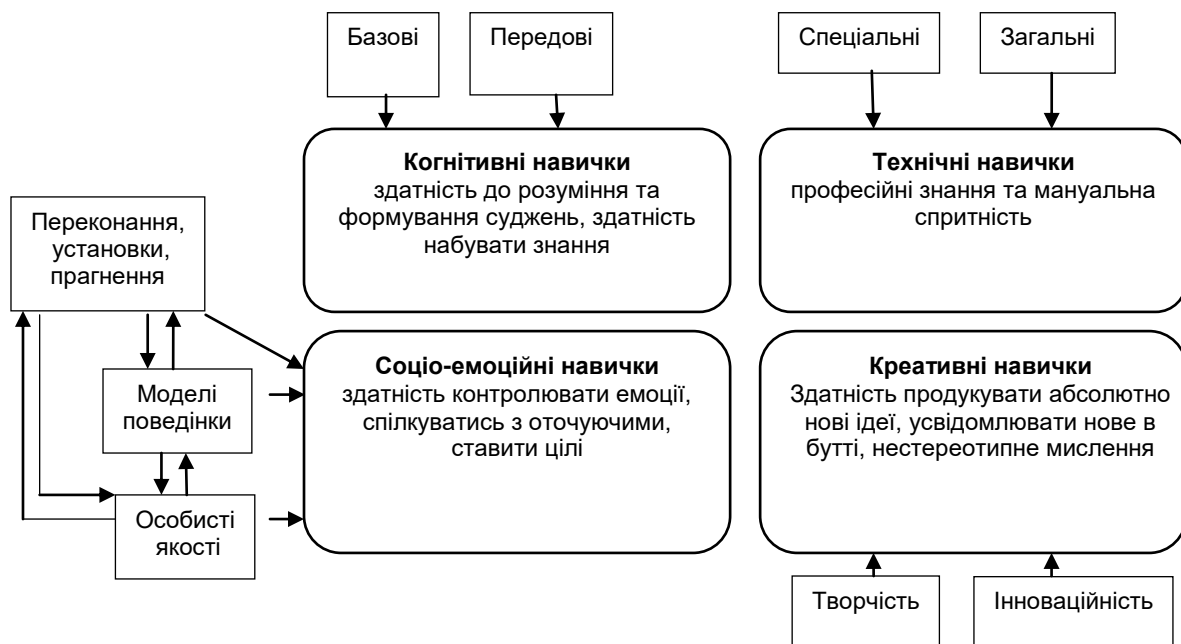 Базові
Передові
Спеціальні
Загальні
Когнітивні навички
здатність до розуміння та
формування суджень, здатність
набувати знання
Технічні навички
професійні знання та мануальна
спритність
Переконання,
установки,
прагнення
Моделі
поведінки
Особисті
якості
Соціо-емоційні навички
здатність контролювати емоції,
спілкуватись з оточуючими,
ставити цілі
Креативні навички
Здатність продукувати абсолютно
нові ідеї, усвідомлювати нове в
бутті, нестереотипне мислення
Творчість
Інноваційність